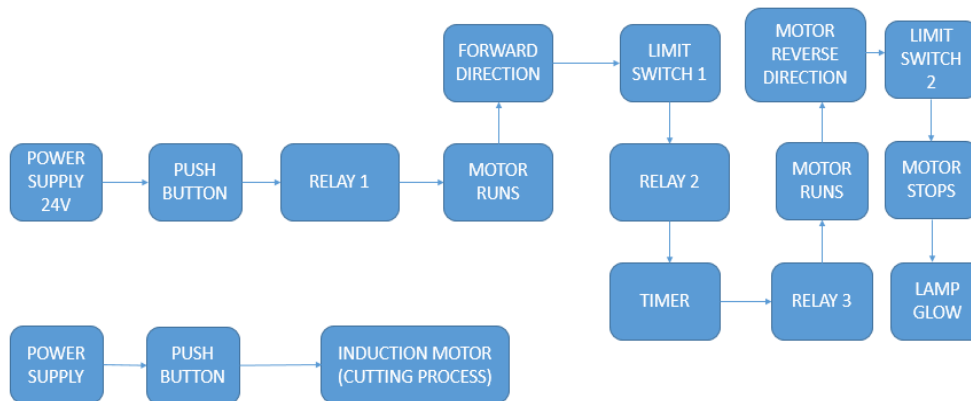 FORWARD
DIRECTION
LIMIT
SWITCH 1
MOTOR
REVERSE
DIRECTION
LIMIT
SWITCH
2
POWER
SUPPLY
24V
PUSH
BUTTON
RELAY 1
MOTOR
RUNS
RELAY 2
MOTOR
RUNS
MOTOR
STOPS
TIMER
RELAY 3
LAMP
GLOW
POWER
SUPPLY
PUSH
BUTTON
INDUCTION MOTOR
(CUTTING PROCESS)